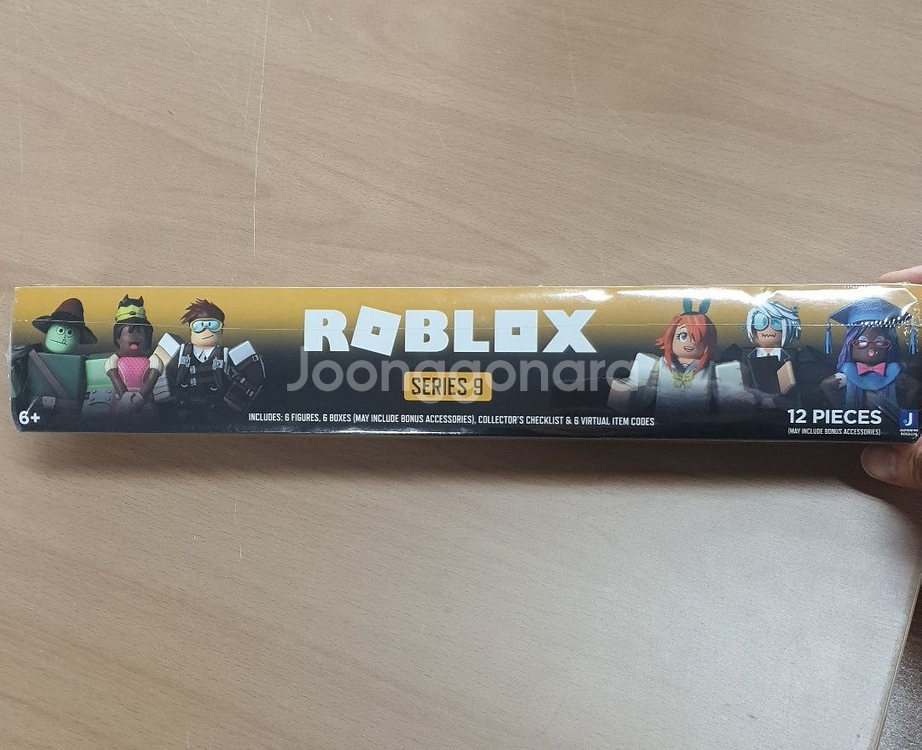 ROBLOX
Joonggonara
SERIES 9
6+
INCLUDES: 6 FIGURES, 6 BOXES (MAY INCLUDE BONUS ACCESSORIES), COLLECTOR'S CHECKLIST & 6 VIRTUAL ITEM CODES
12 PIECES
(MAY INCLUDE BONUS ACCESSORIES)